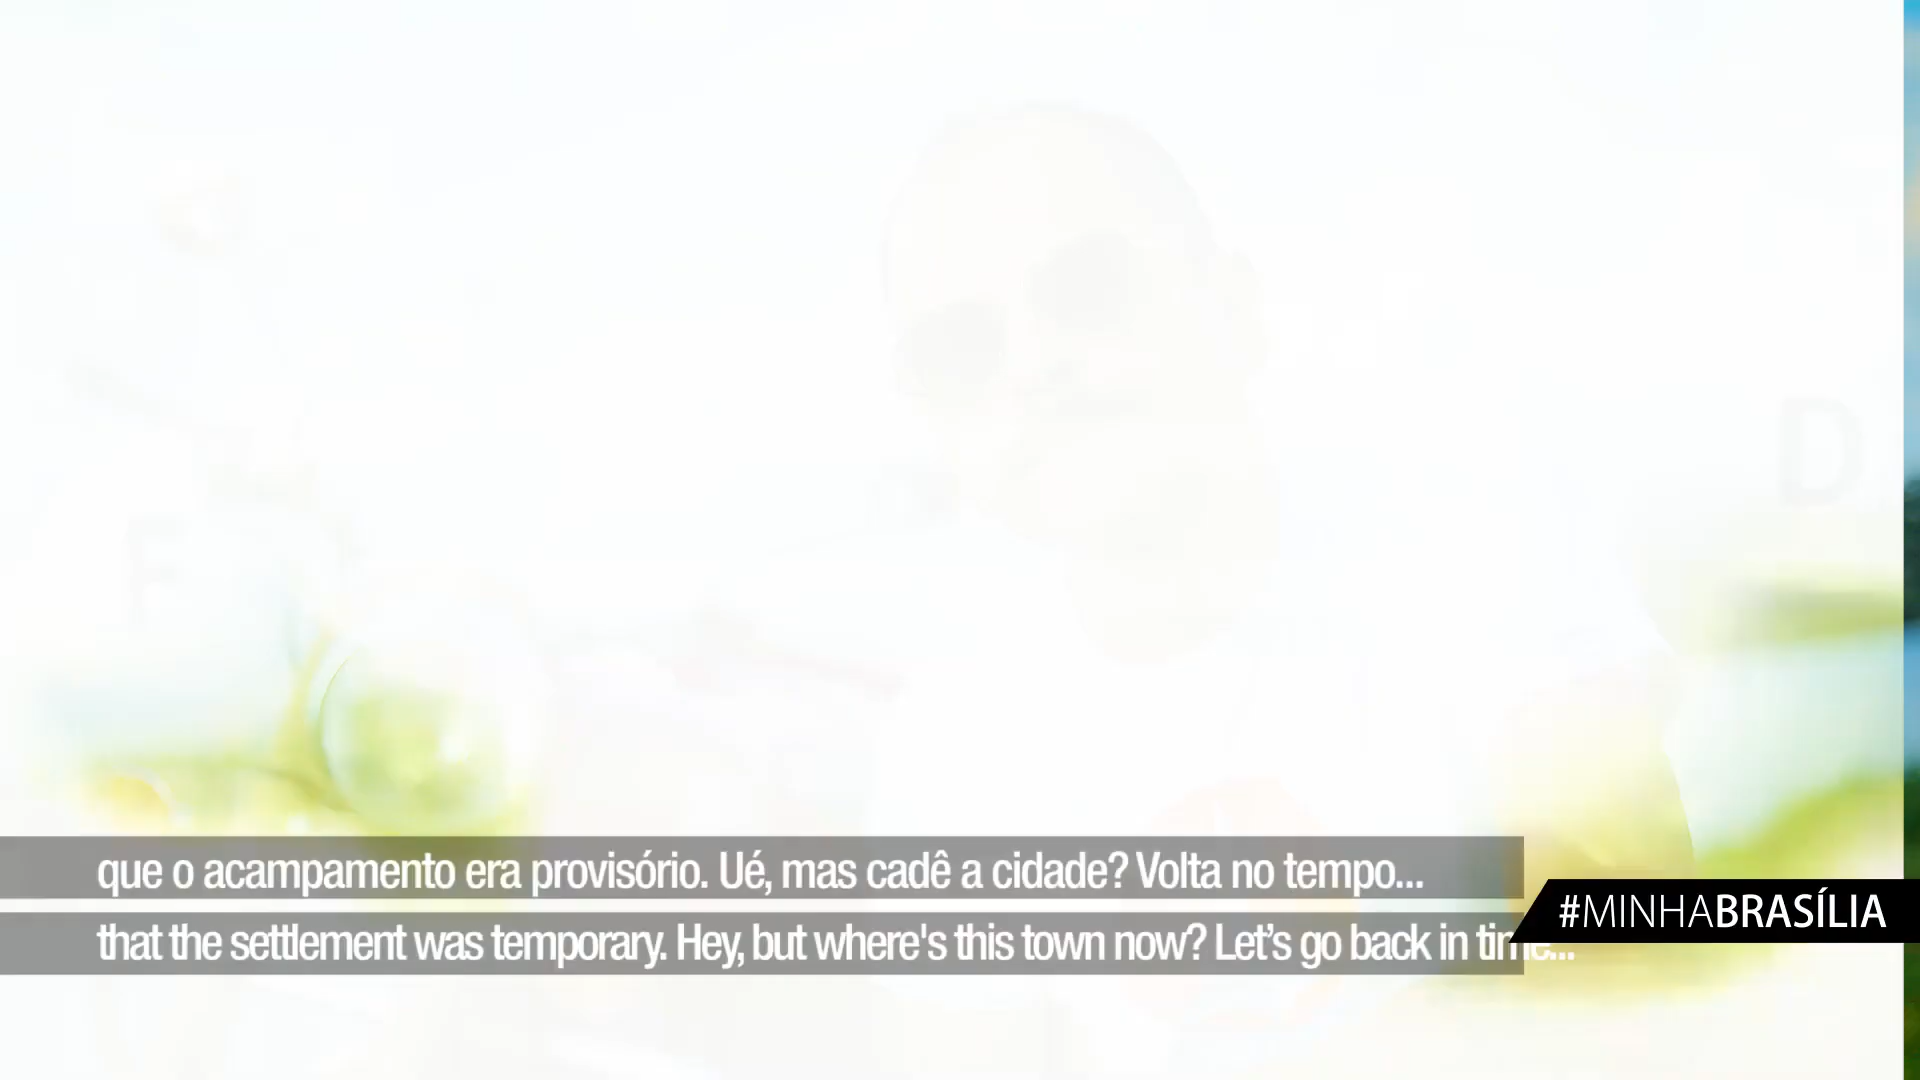 D
F
que o acampamento era provisório. Ué, mas cadê a cidade? Volta no tempo...
#MINHABRASÍLIA
that the settlement was temporary. Hey, but where's this town now? Let’s go back in time...